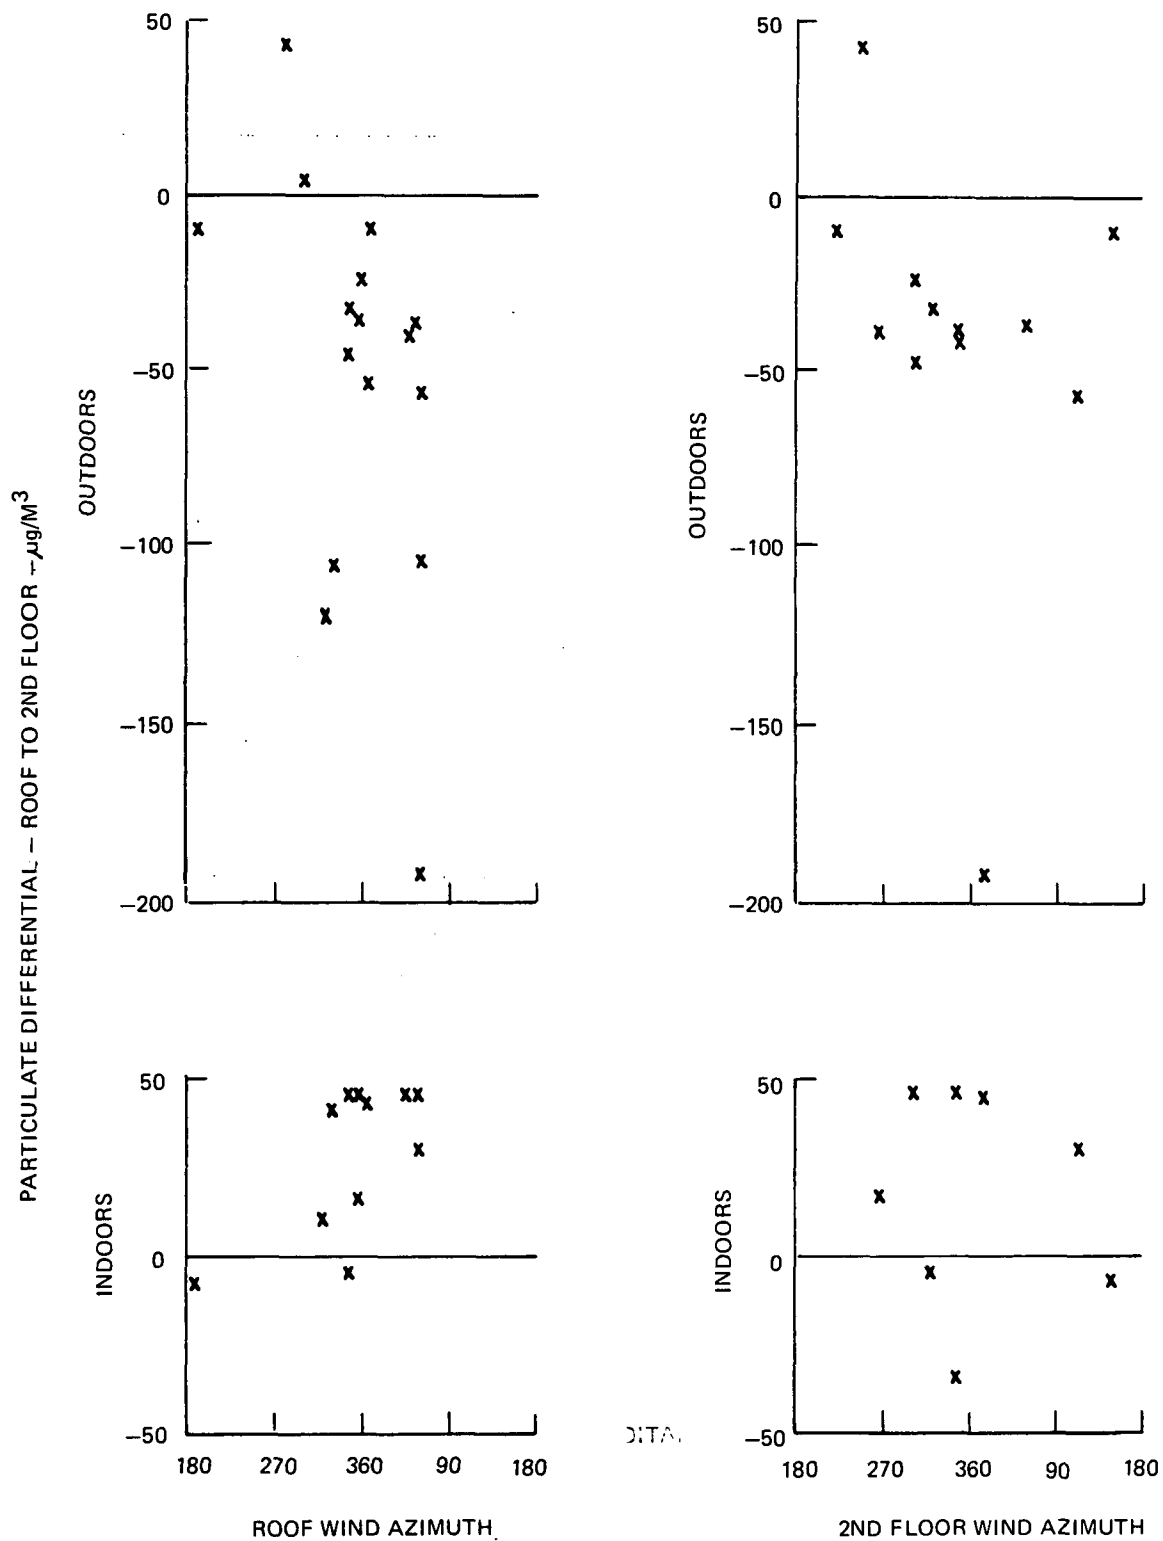 PARTICULATE DIFFERENTIAL – ROOF TO 2ND FLOOR – µg/M³
OUTDOORS
50
0
–50
–100
–150
–200
OUTDOORS
50
0
–50
–100
–150
–200
INDOORS
50
0
–50
180 270 360 90 180
ROOF WIND AZIMUTH
INDOORS
50
0
–50
180 270 360 90 180
2ND FLOOR WIND AZIMUTH